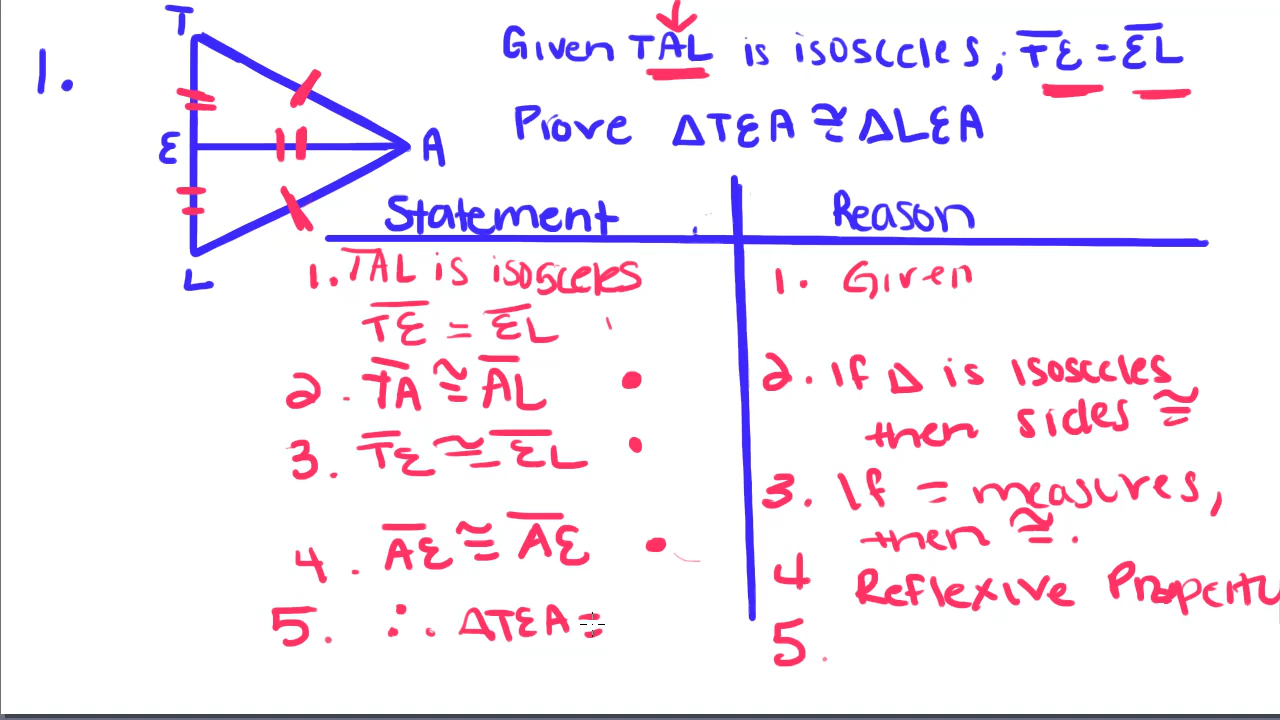 1.
T
E
A
L
Given TAL is isosceles; TE = EL
Prove ΔTEA ≅ ΔLEA
Statement
Reason
1. TAL is isosceles
TE = EL
2. TA ≅ AL
3. TE ≅ EL
4. AE ≅ AE
5. ∴ ΔTEA =
1. Given
2. If Δ is isosceles
then sides ≅
3. If = measures,
then ≅.
4 Reflexive Property
5.